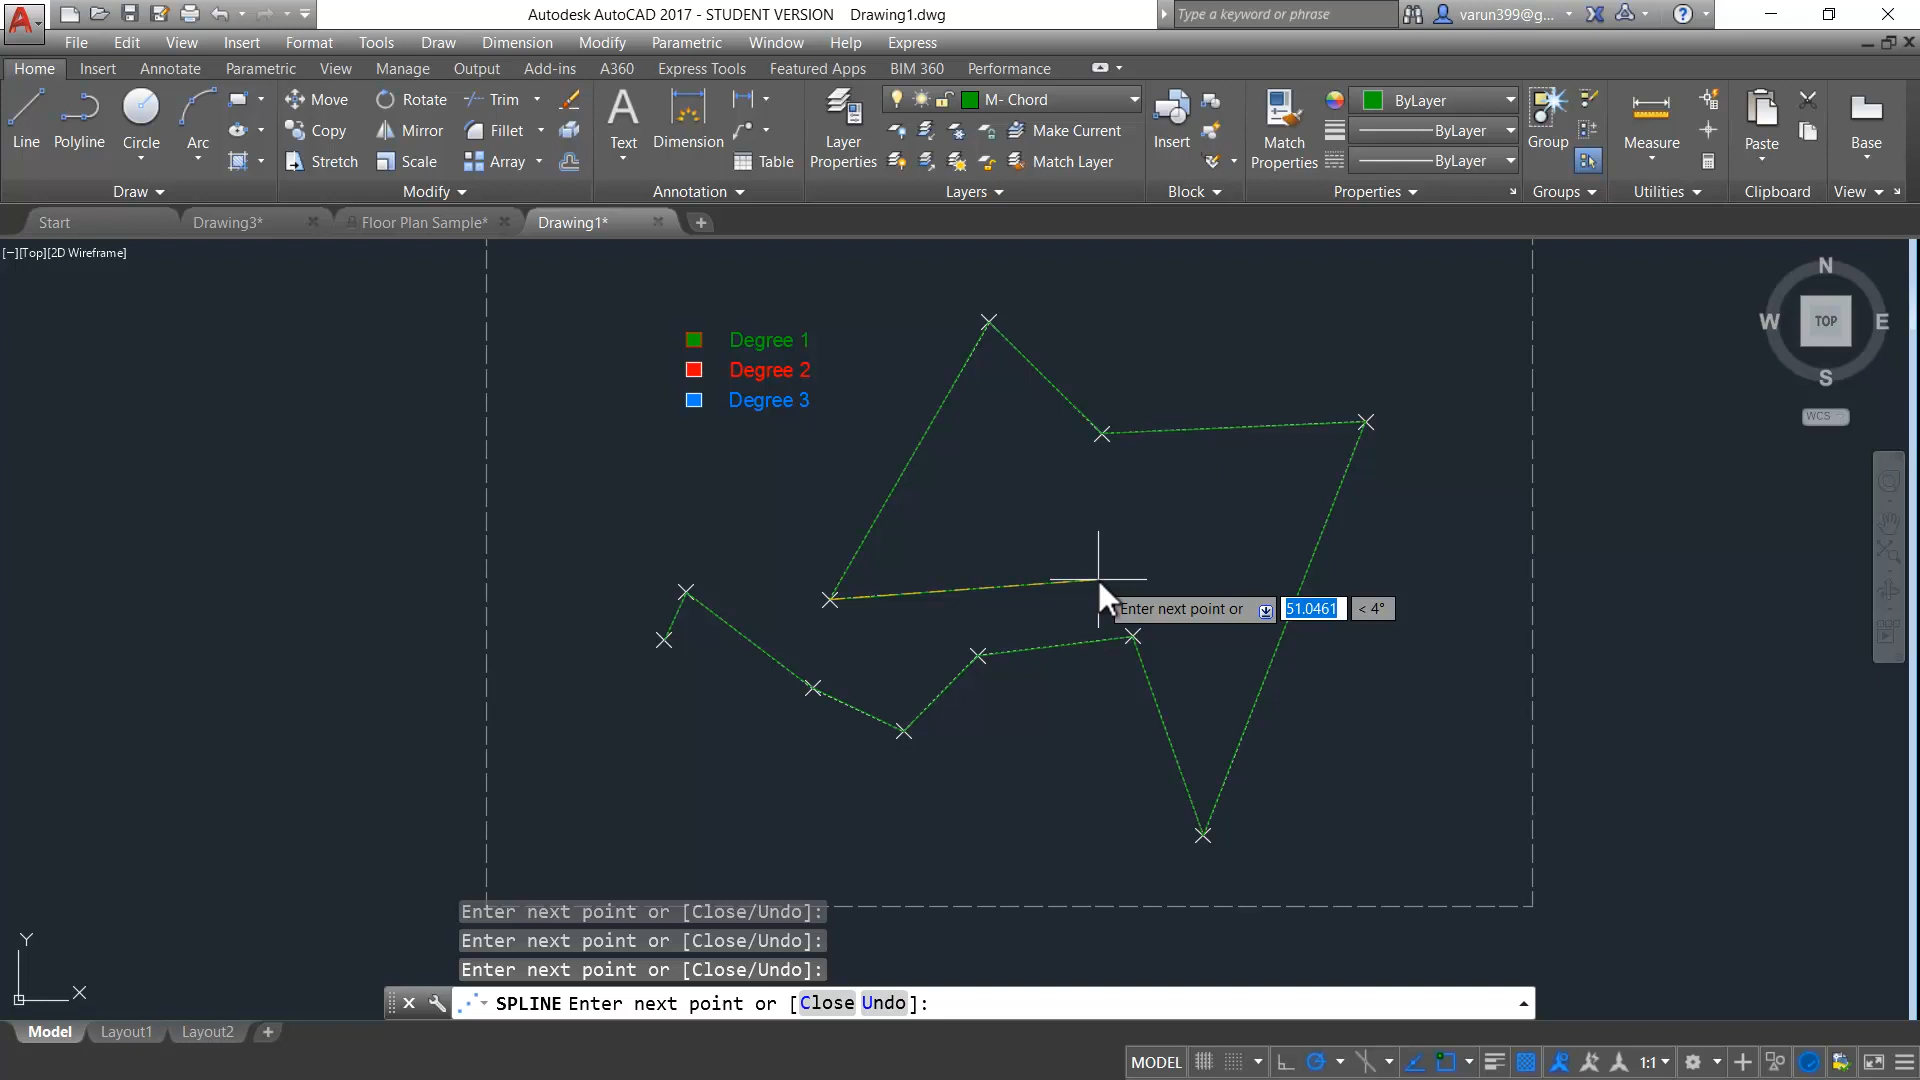 Autodesk AutoCAD 2017 - STUDENT VERSION Drawing1.dwg
Type a keyword or phrase
varun399@g...
File Edit View Insert Format Tools Draw Dimension Modify Parametric Window Help Express
Home Insert Annotate Parametric View Manage Output Add-ins A360 Express Tools Featured Apps BIM 360 Performance
Line Polyline Circle Arc
Move Rotate Trim
Copy Mirror Fillet
Stretch Scale Array
Text Dimension Table
Layer Properties
M- Chord
Make Current
Match Layer
Insert
Match Properties
ByLayer
ByLayer
ByLayer
Group
Measure
Paste
Base
Draw Modify Annotation Layers Block Properties Groups Utilities Clipboard View
Start Drawing3* Floor Plan Sample* Drawing1*
[−][Top][2D Wireframe]
N
W TOP E
S
WCS
Degree 1
Degree 2
Degree 3
Enter next point or 51.0461 < 4°
Enter next point or [Close/Undo]:
Enter next point or [Close/Undo]:
Enter next point or [Close/Undo]:
Y
X
SPLINE Enter next point or [Close Undo]:
Model Layout1 Layout2
MODEL 1:1